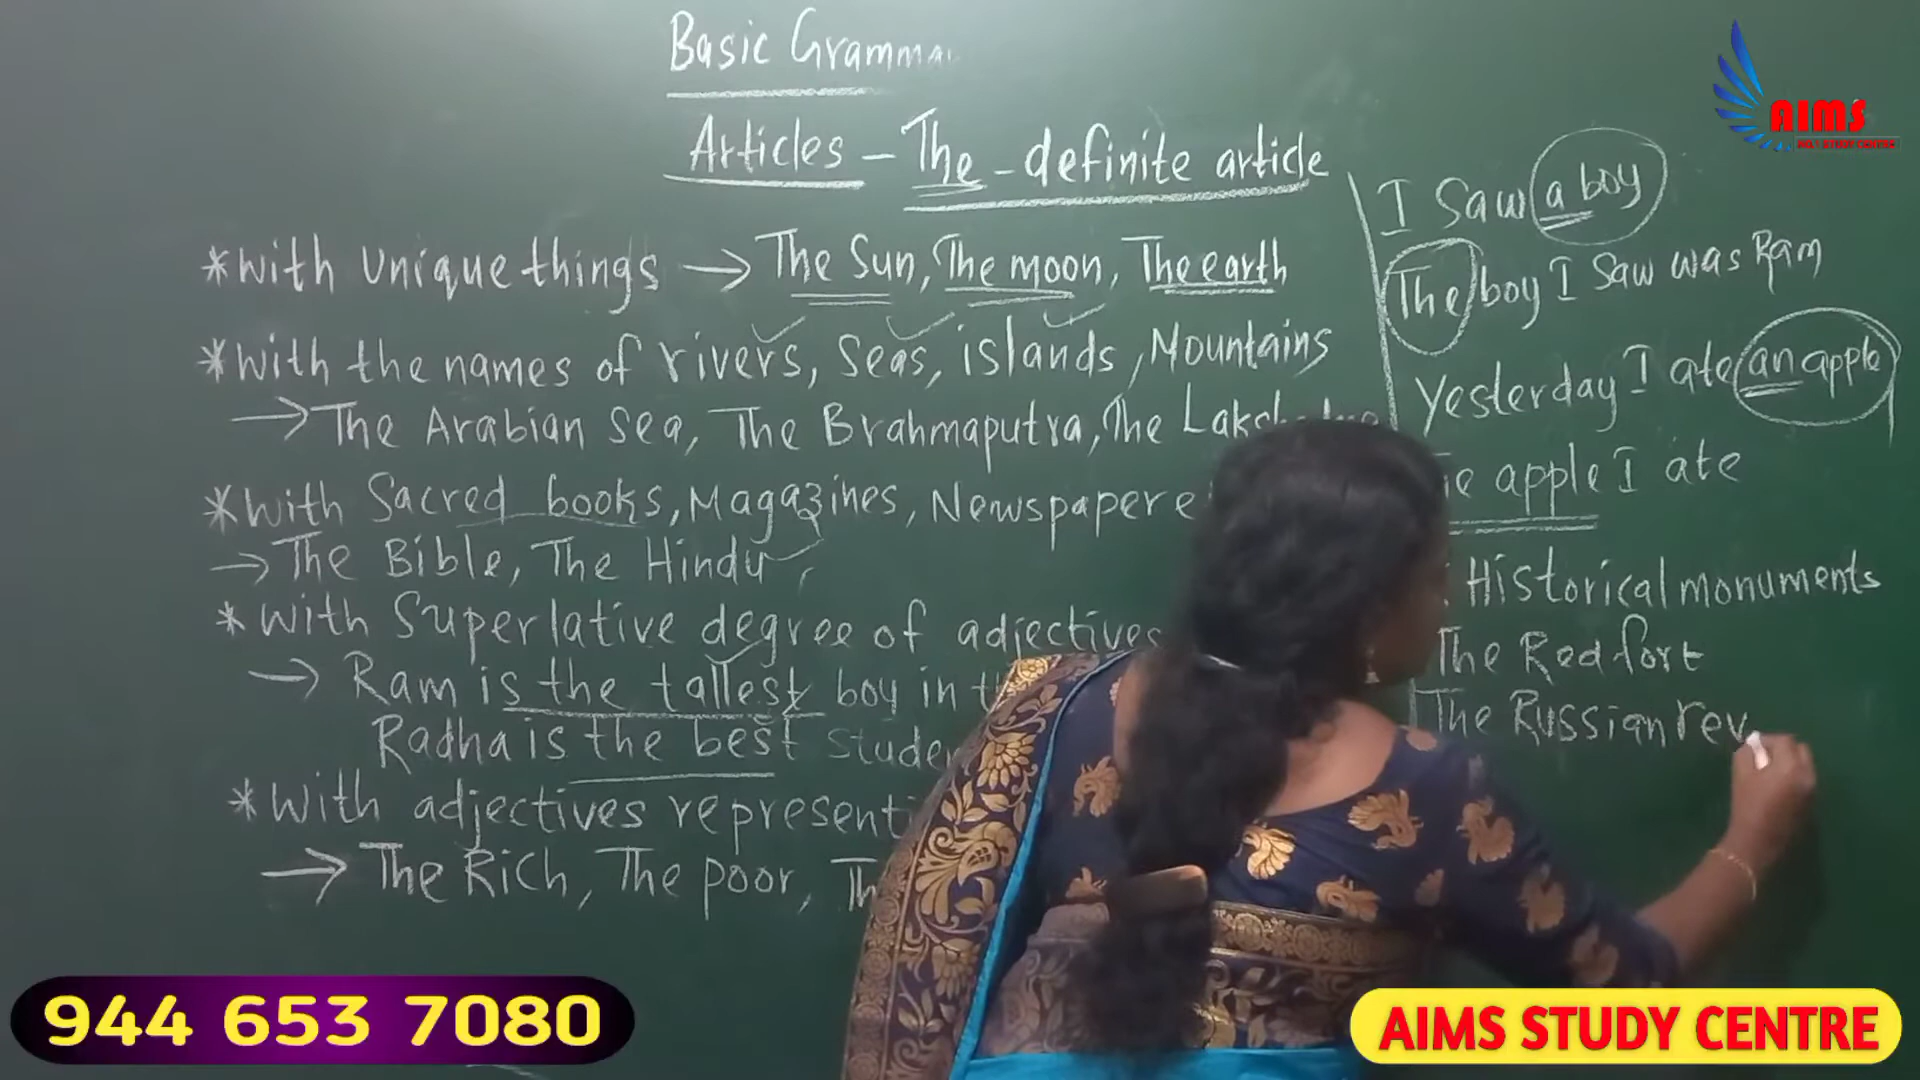 Basic Grammar
Articles - The - definite article
*With unique things → The Sun, The moon, The earth
*With the names of rivers, Seas, islands, Mountains
→ The Arabian Sea, The Brahmaputra, The
*With Sacred books, Magazines, Newspaper
→ The Bible, The Hindu,
*With Superlative degree of adjectives
→ Ram is the tallest boy in
Radha is the best
*With adjectives represent
→ The Rich, The poor,
I Saw a boy
The boy I Saw was Ram
Yesterday I ate an apple
apple I ate
Historical monuments
The Red fort
The Russian rev
AIMS
944 653 7080
AIMS STUDY CENTRE